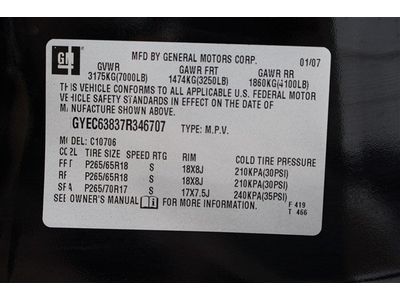 GM MFD BY GENERAL MOTORS CORP. 01/07
GVWR GAWR FRT GAWR RR
3175KG(7000LB) 1474KG(3250LB) 1860KG(4100LB)
THIS VEHICLE CONFORMS TO ALL APPLICABLE U.S. FEDERAL MOTOR
VEHICLE SAFETY STANDARDS IN EFFECT ON THE DATE OF
MANUFACTURE SHOWN ABOVE.
GYEC63837R346707 TYPE: M.P.V.
MODEL: C10706
TIRE SIZE SPEED RTG RIM COLD TIRE PRESSURE
P265/65R18 S 18X8J 210KPA(30PSI)
P265/65R18 S 18X8J 210KPA(30PSI)
P265/70R17 S 17X7.5J 240KPA(35PSI)
SEE OWNER'S MANUAL FOR MORE INFORMATION. F 419
T 466